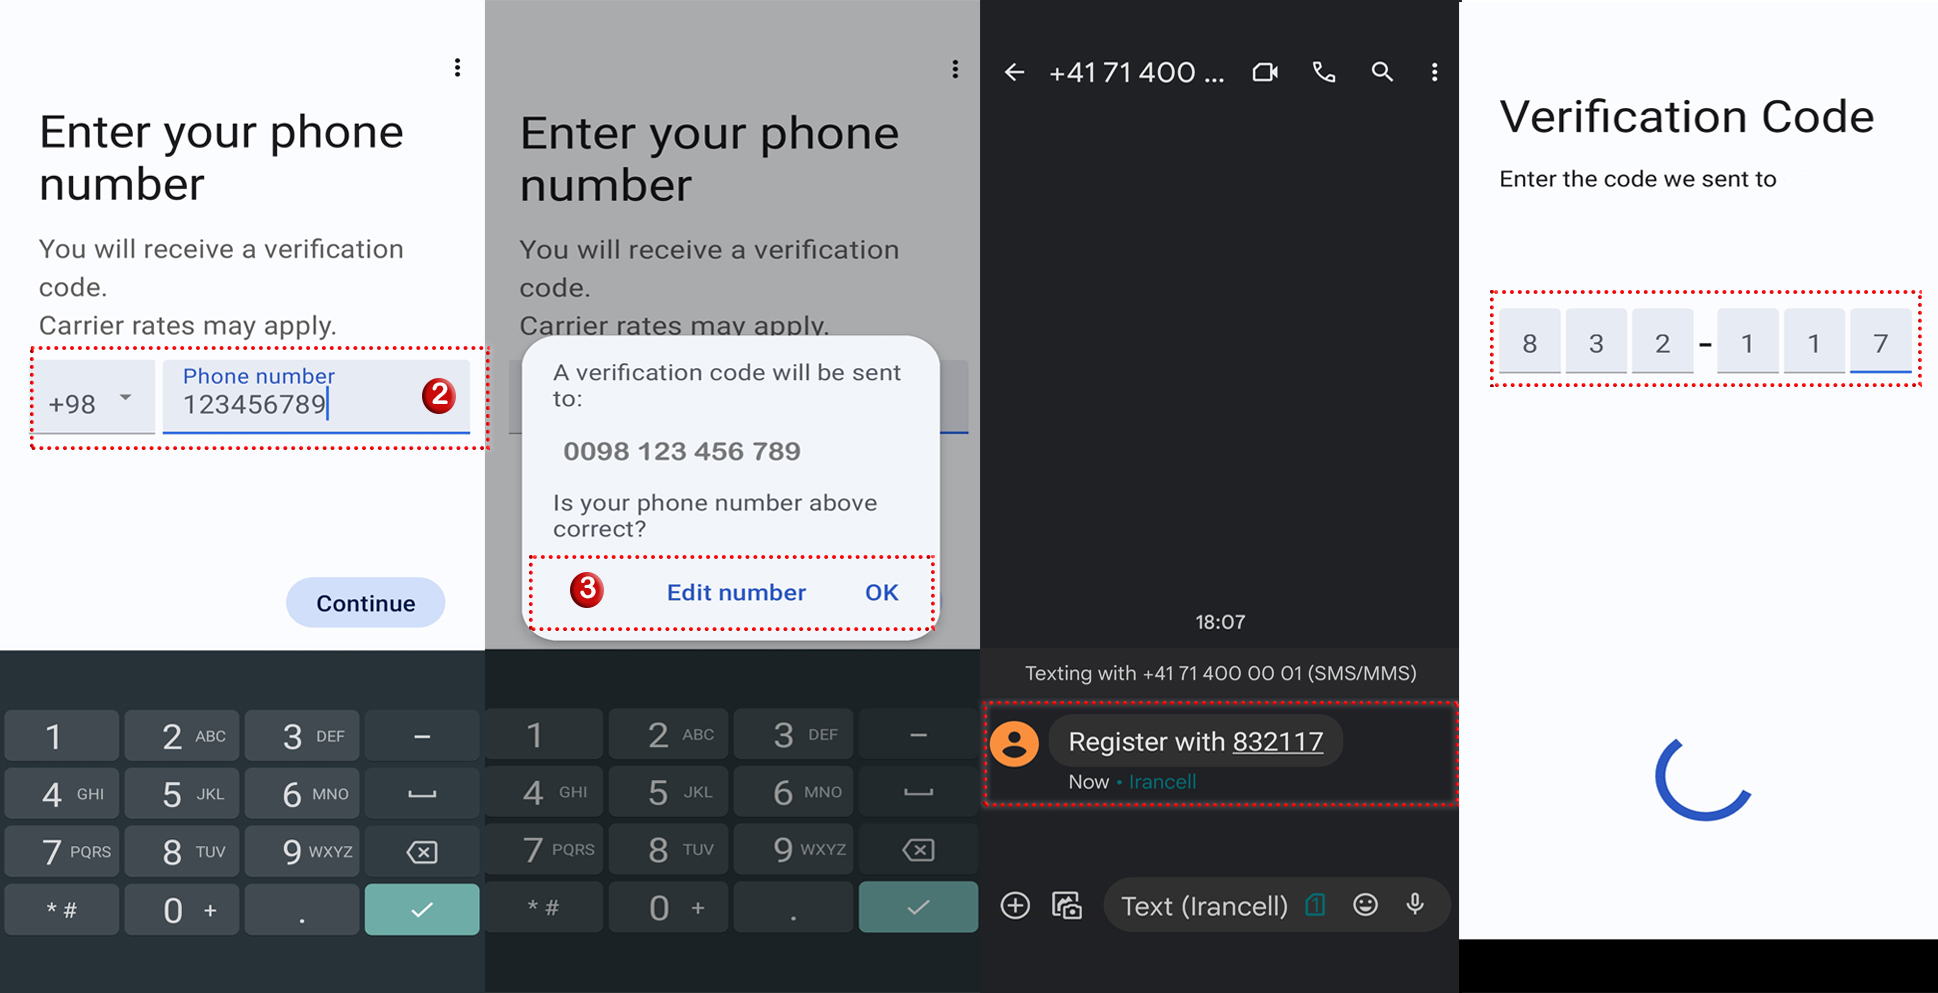 Enter your phone
number
You will receive a verification
code.
Carrier rates may apply.
+98
Phone number
123456789
2
Continue
1
2 ABC
3 DEF
–
4 GHI
5 JKL
6 MNO
7 PQRS
8 TUV
9 WXYZ
* #
0 +
.
Enter your phone
number
You will receive a verification
code.
Carrier rates may apply.
A verification code will be sent
to:
0098 123 456 789
Is your phone number above
correct?
3
Edit number
OK
1
2 ABC
3 DEF
–
4 GHI
5 JKL
6 MNO
7 PQRS
8 TUV
9 WXYZ
* #
0 +
.
+41 71 400 ...
18:07
Texting with +41 71 400 00 01 (SMS/MMS)
Register with 832117
Now • Irancell
Text (Irancell) 1
Verification Code
Enter the code we sent to
8 3 2 - 1 1 7